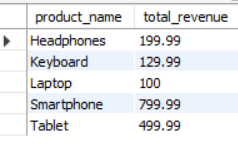 product_name total_revenue
Headphones 199.99
Keyboard 129.99
Laptop 100
Smartphone 799.99
Tablet 499.99